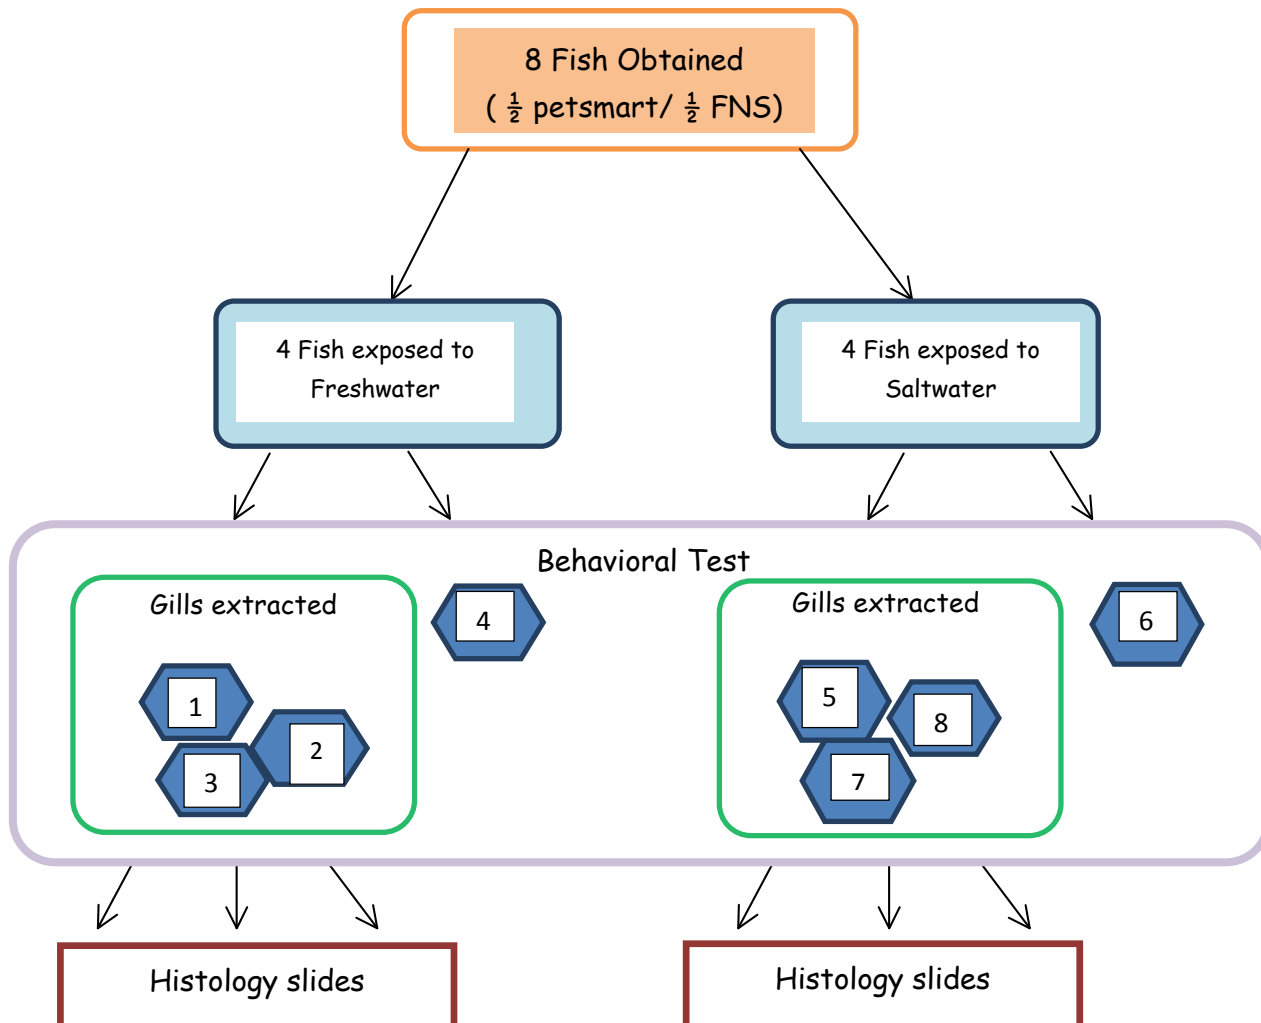 8 Fish Obtained
( ½ petsmart/ ½ FNS)
4 Fish exposed to
Freshwater
4 Fish exposed to
Saltwater
Behavioral Test
Gills extracted
4
1
2
3
Gills extracted
6
5
8
7
Histology slides
Histology slides